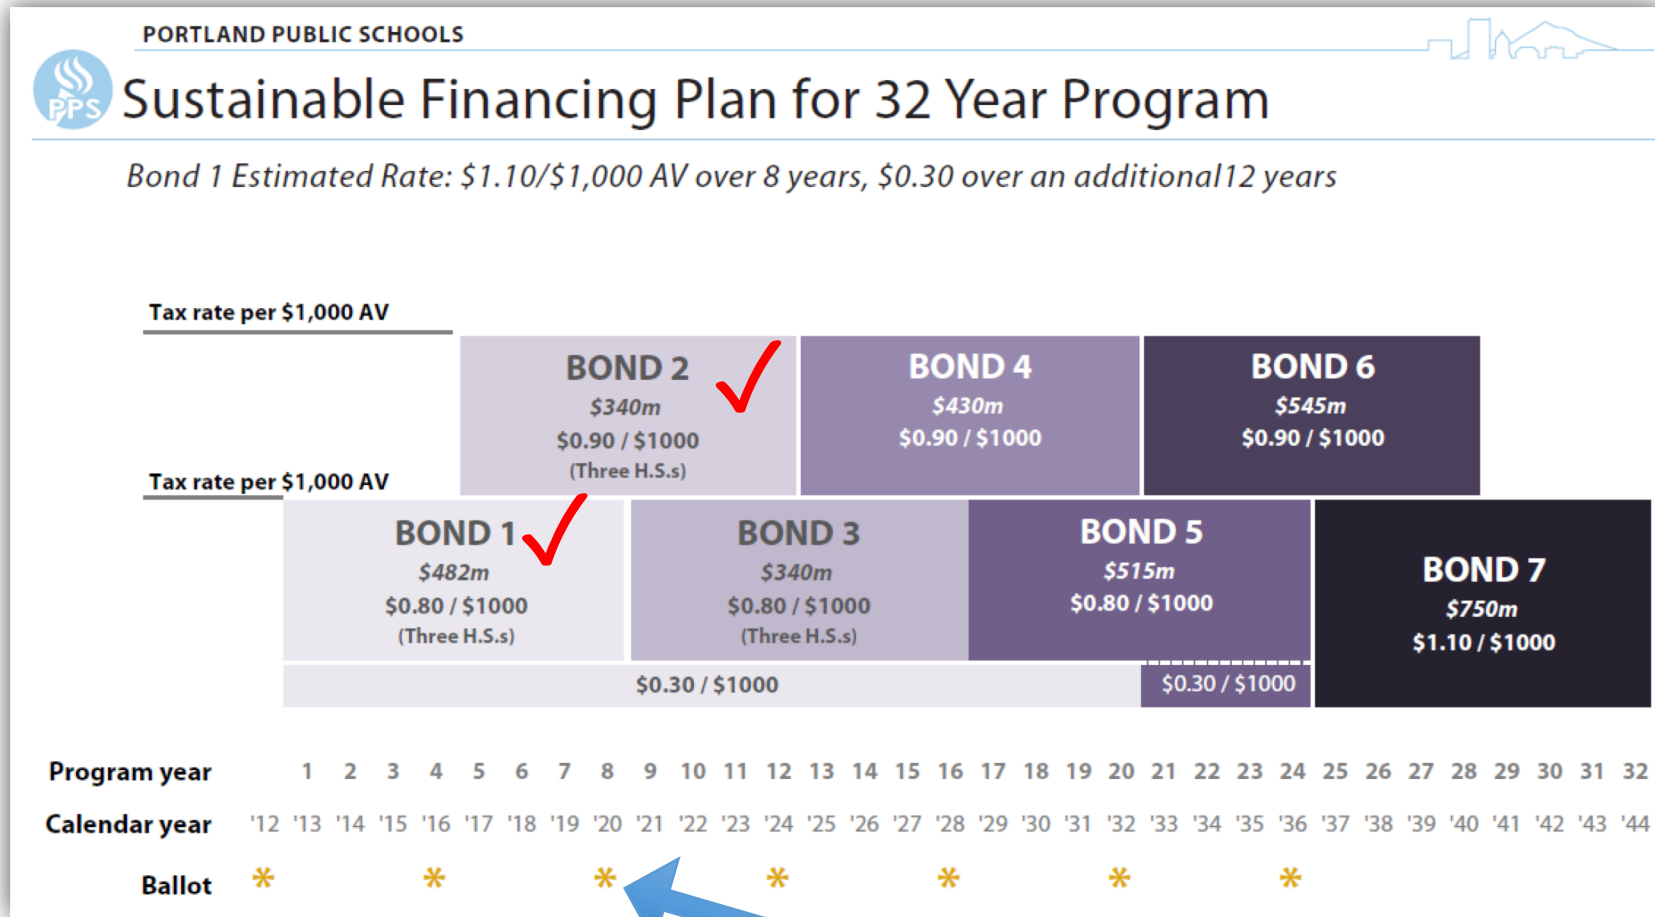 PORTLAND PUBLIC SCHOOLS
PPS
Sustainable Financing Plan for 32 Year Program
Bond 1 Estimated Rate: $1.10/$1,000 AV over 8 years, $0.30 over an additional12 years
Tax rate per $1,000 AV
BOND 2
$340m
$0.90 / $1000
(Three H.S.s)
BOND 4
$430m
$0.90 / $1000
BOND 6
$545m
$0.90 / $1000
Tax rate per $1,000 AV
BOND 1
$482m
$0.80 / $1000
(Three H.S.s)
BOND 3
$340m
$0.80 / $1000
(Three H.S.s)
BOND 5
$515m
$0.80 / $1000
BOND 7
$750m
$1.10 / $1000
$0.30 / $1000
$0.30 / $1000
Program year 1 2 3 4 5 6 7 8 9 10 11 12 13 14 15 16 17 18 19 20 21 22 23 24 25 26 27 28 29 30 31 32
Calendar year '12 '13 '14 '15 '16 '17 '18 '19 '20 '21 '22 '23 '24 '25 '26 '27 '28 '29 '30 '31 '32 '33 '34 '35 '36 '37 '38 '39 '40 '41 '42 '43 '44
Ballot * * * * * * *